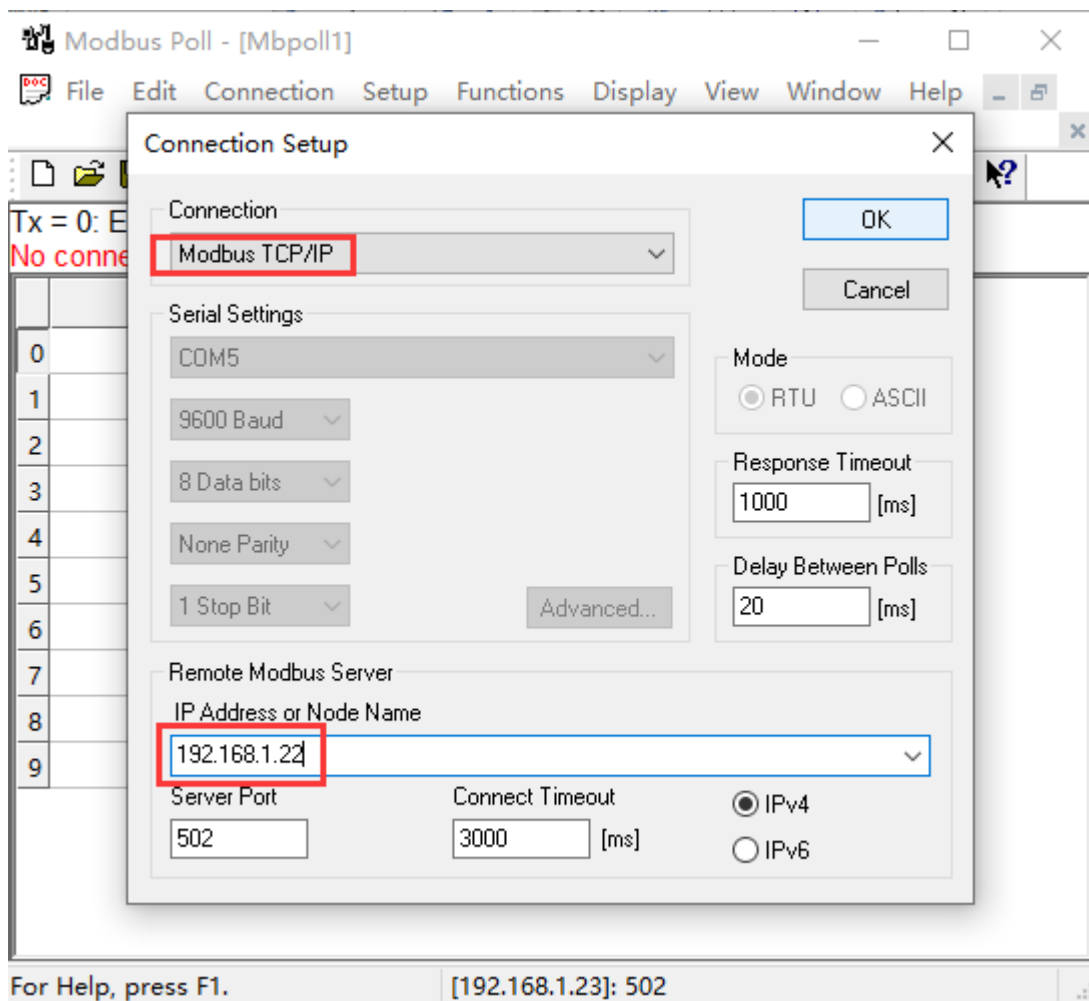 Modbus Poll - [Mbpoll1]
DOC File Edit Connection Setup Functions Display View Window Help
Connection Setup
Tx = 0: E
No conne
Connection
Modbus TCP/IP
OK
Cancel
Serial Settings
COM5
9600 Baud
8 Data bits
None Parity
1 Stop Bit
Advanced...
Mode
RTU ASCII
Response Timeout
1000 [ms]
Delay Between Polls
20 [ms]
0
1
2
3
4
5
6
7
8
9
Remote Modbus Server
IP Address or Node Name
192.168.1.22
Server Port
502
Connect Timeout
3000 [ms]
IPv4
IPv6
For Help, press F1. [192.168.1.23]: 502